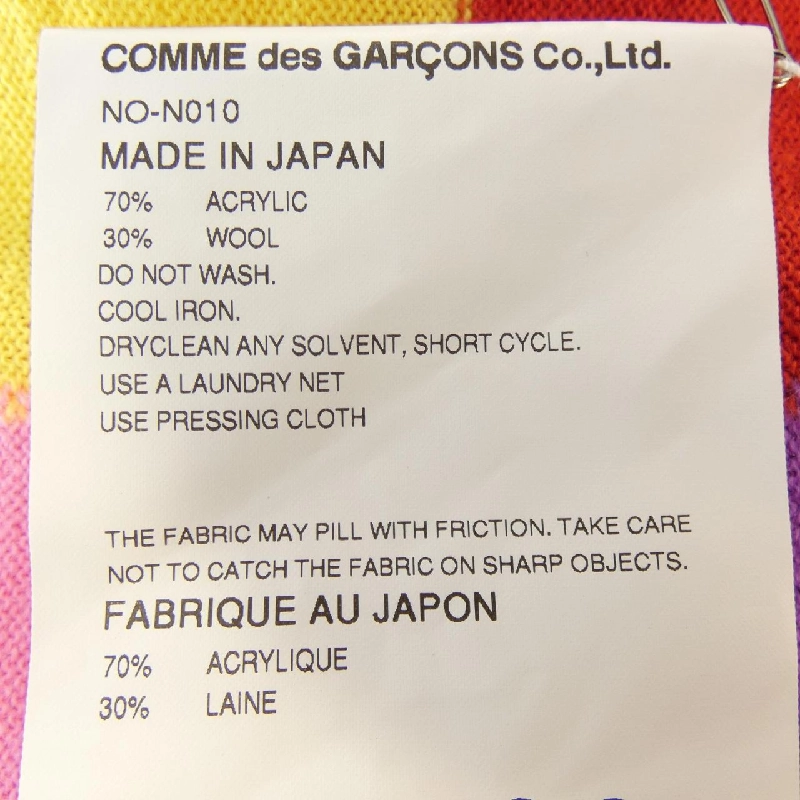 COMME des GARÇONS Co.,Ltd.
NO-N010
MADE IN JAPAN
70% ACRYLIC
30% WOOL
DO NOT WASH.
COOL IRON.
DRYCLEAN ANY SOLVENT, SHORT CYCLE.
USE A LAUNDRY NET
USE PRESSING CLOTH
THE FABRIC MAY PILL WITH FRICTION. TAKE CARE
NOT TO CATCH THE FABRIC ON SHARP OBJECTS.
FABRIQUE AU JAPON
70% ACRYLIQUE
30% LAINE